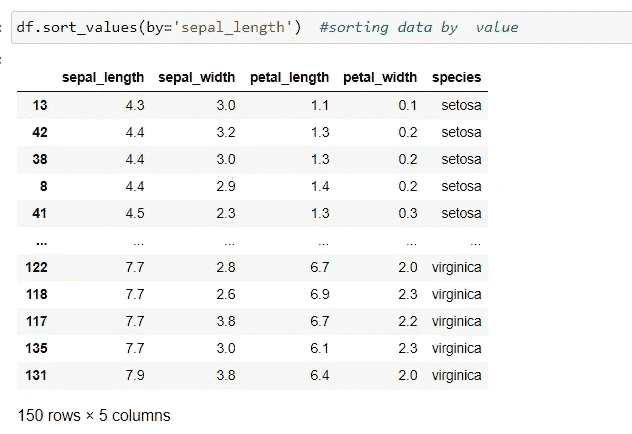 df.sort_values(by='sepal_length')  #sorting data by  value
sepal_length sepal_width petal_length petal_width species
13 4.3 3.0 1.1 0.1 setosa
42 4.4 3.2 1.3 0.2 setosa
38 4.4 3.0 1.3 0.2 setosa
8 4.4 2.9 1.4 0.2 setosa
41 4.5 2.3 1.3 0.3 setosa
... ... ... ... ... ...
122 7.7 2.8 6.7 2.0 virginica
118 7.7 2.6 6.9 2.3 virginica
117 7.7 3.8 6.7 2.2 virginica
135 7.7 3.0 6.1 2.3 virginica
131 7.9 3.8 6.4 2.0 virginica
150 rows × 5 columns